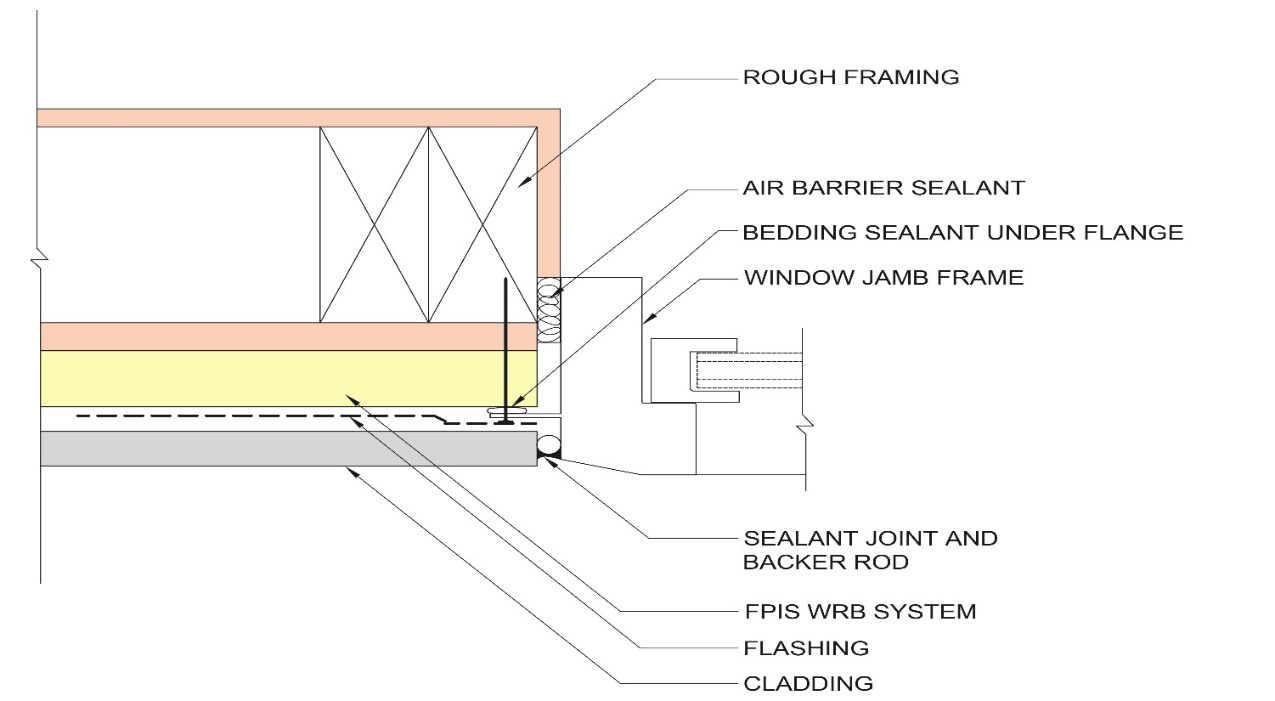 ROUGH FRAMING
AIR BARRIER SEALANT
BEDDING SEALANT UNDER FLANGE
WINDOW JAMB FRAME
SEALANT JOINT AND
BACKER ROD
FPIS WRB SYSTEM
FLASHING
CLADDING